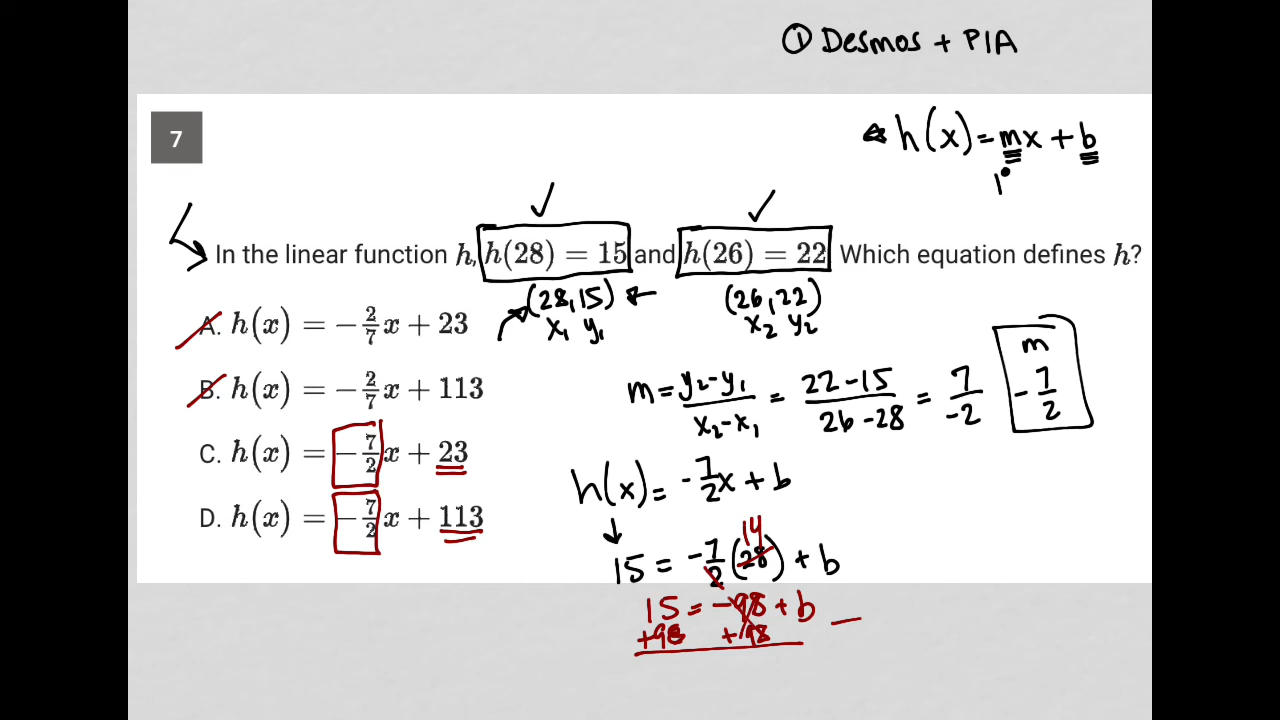 ① Desmos + PIA
7
h(x) = mx + b
In the linear function h, h(28) = 15 and h(26) = 22 Which equation defines h?
(28,15) (26,22)
x₁ y₁ x₂ y₂
A. h(x) = −2/7x + 23
B. h(x) = −2/7x + 113
C. h(x) = −7/2x + 23
D. h(x) = −7/2x + 113
m = y₂−y₁/x₂−x₁ = 22−15/26−28 = 7/-2
m
-7/2
h(x) = -7/2x + b
14
15 = -7/2(28) + b
15 = -98 + b
+98 +98